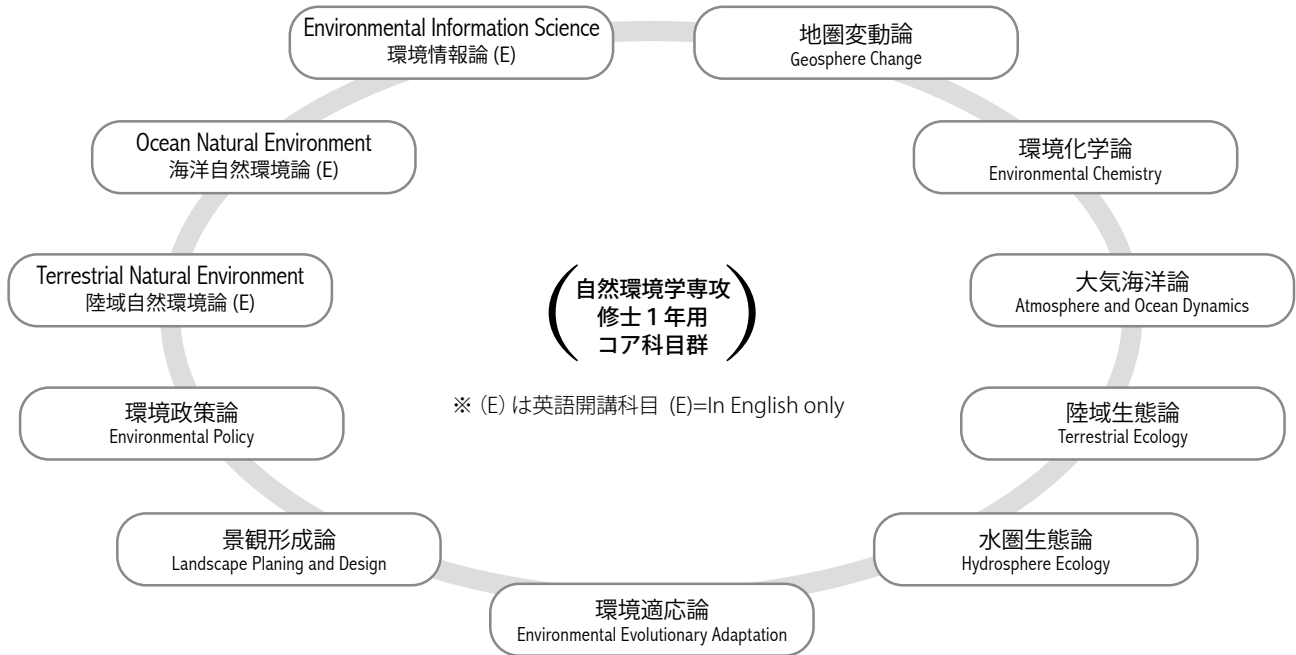 Environmental Information Science
環境情報論 (E)
地圏変動論
Geosphere Change
Ocean Natural Environment
海洋自然環境論 (E)
環境化学論
Environmental Chemistry
Terrestrial Natural Environment
陸域自然環境論 (E)
自然環境学専攻
修士 1 年用
コア科目群
大気海洋論
Atmosphere and Ocean Dynamics
※ (E) は英語開講科目 (E)=In English only
環境政策論
Environmental Policy
陸域生態論
Terrestrial Ecology
景観形成論
Landscape Planing and Design
水圏生態論
Hydrosphere Ecology
環境適応論
Environmental Evolutionary Adaptation